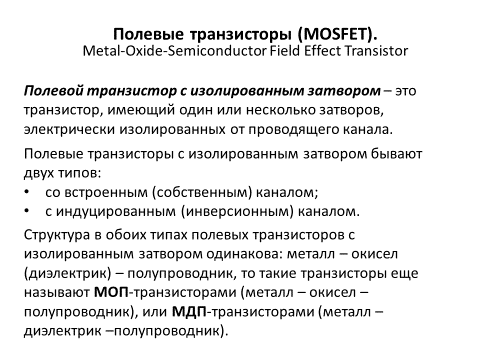 Полевые транзисторы (MOSFET).
Metal-Oxide-Semiconductor Field Effect Transistor
Полевой транзистор с изолированным затвором – это
транзистор, имеющий один или несколько затворов,
электрически изолированных от проводящего канала.
Полевые транзисторы с изолированным затвором бывают
двух типов:
• со встроенным (собственным) каналом;
• с индуцированным (инверсионным) каналом.
Структура в обоих типах полевых транзисторов с
изолированным затвором одинакова: металл – окисел
(диэлектрик) – полупроводник, то такие транзисторы еще
называют МОП-транзисторами (металл – окисел –
полупроводник), или МДП-транзисторами (металл –
диэлектрик –полупроводник).